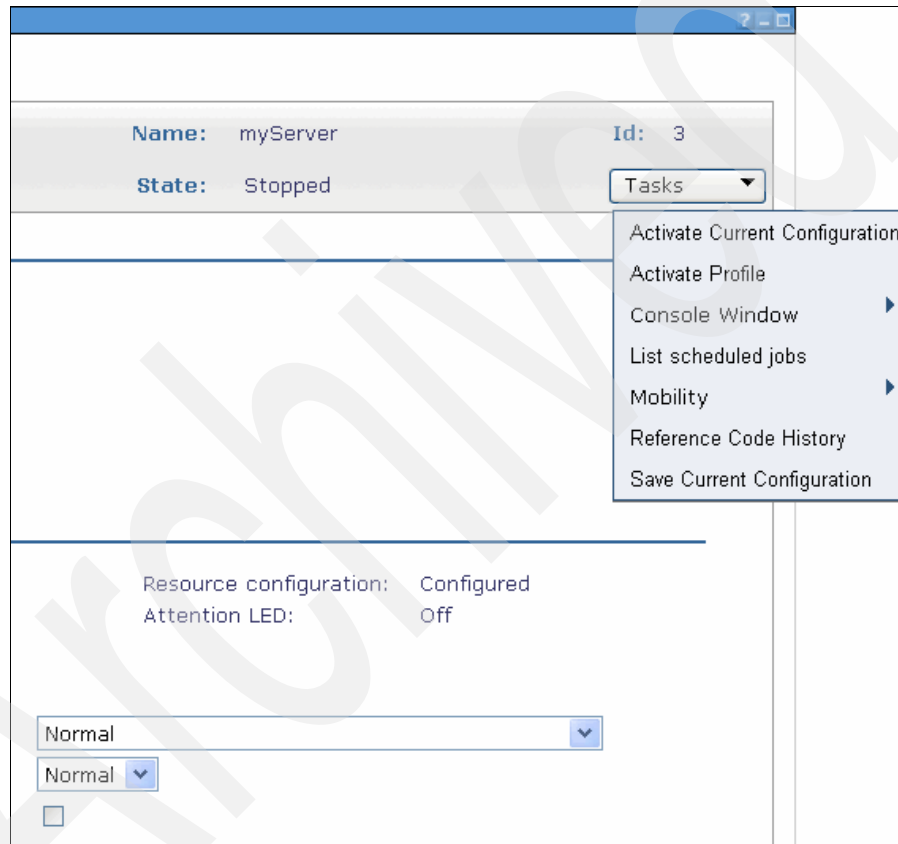 ?
Name: myServer Id: 3
State: Stopped Tasks
Activate Current Configuration
Activate Profile
Console Window
List scheduled jobs
Mobility
Reference Code History
Save Current Configuration
Resource configuration: Configured
Attention LED: Off
Normal
Normal
Archived